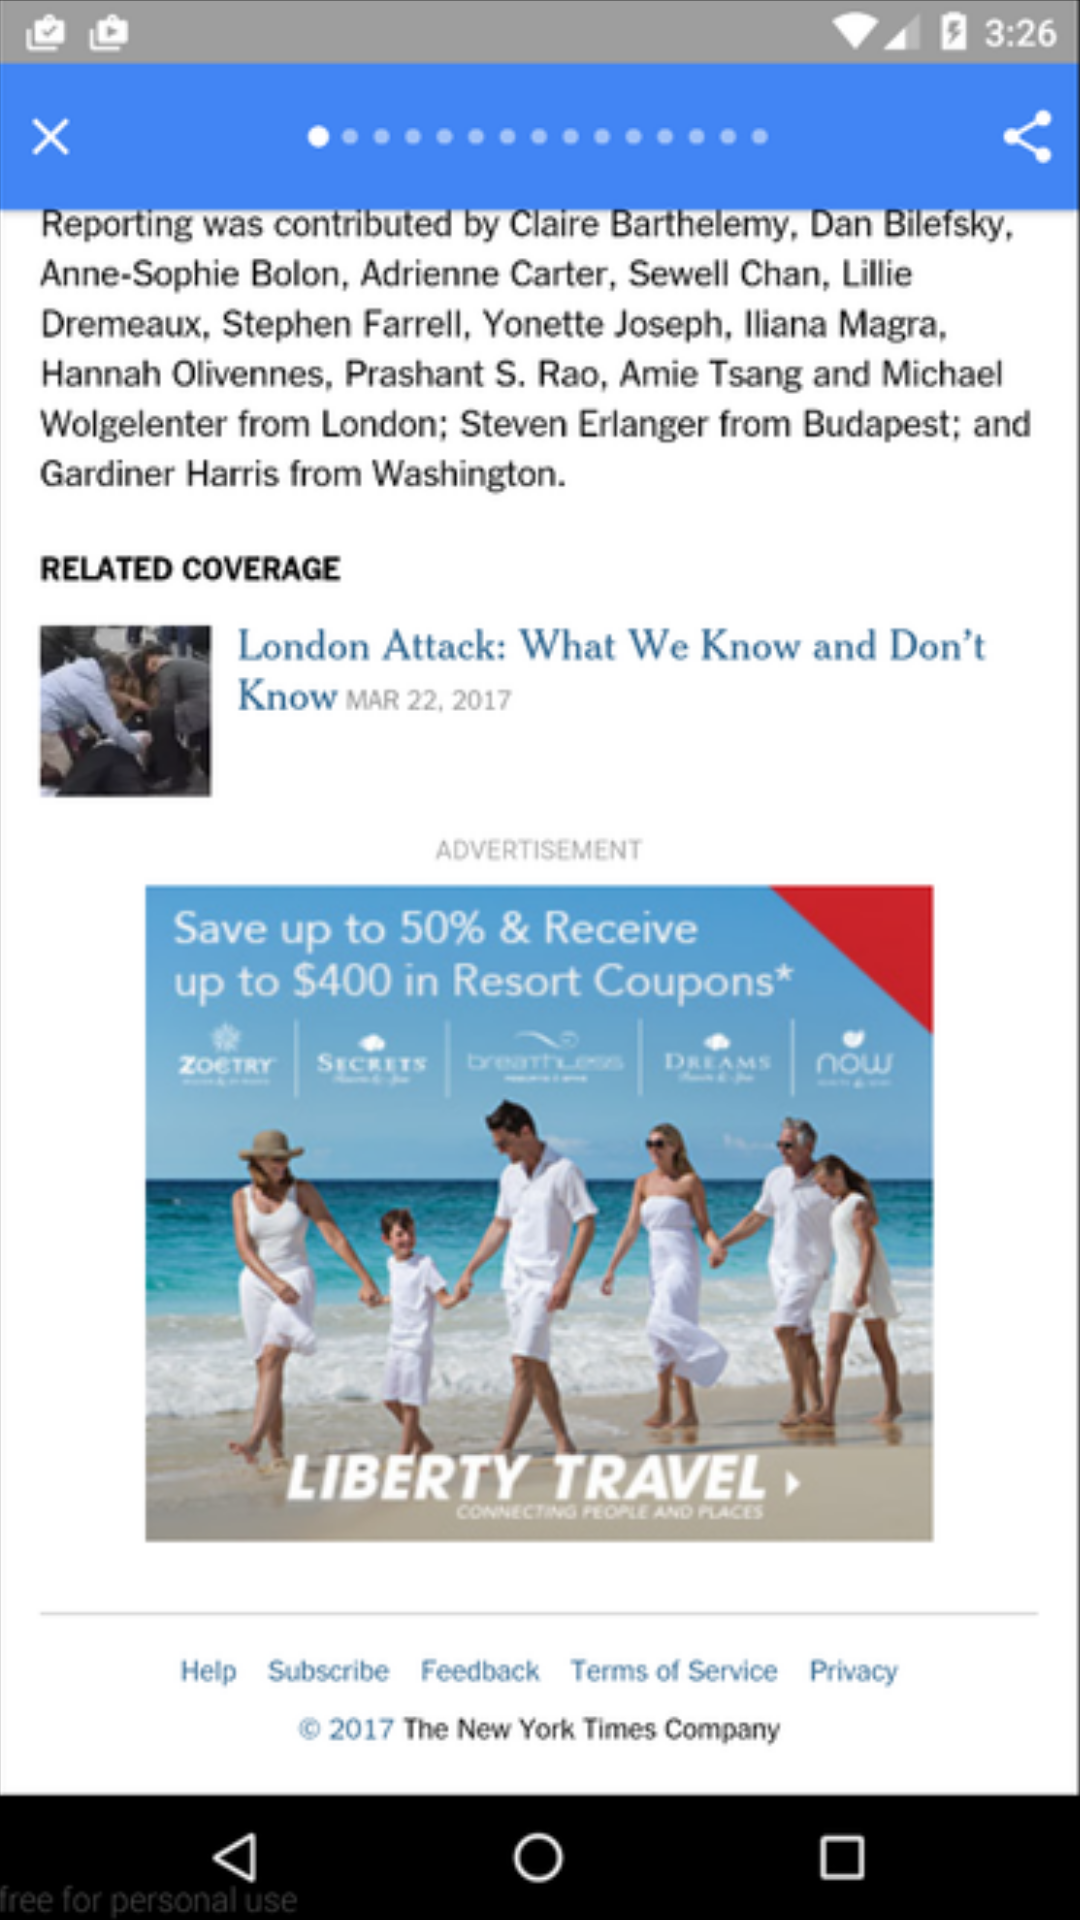 3:26
Reporting was contributed by Claire Barthelemy, Dan Bilefsky,
Anne-Sophie Bolon, Adrienne Carter, Sewell Chan, Lillie
Dremeaux, Stephen Farrell, Yonette Joseph, Iliana Magra,
Hannah Olivennes, Prashant S. Rao, Amie Tsang and Michael
Wolgelenter from London; Steven Erlanger from Budapest; and
Gardiner Harris from Washington.
RELATED COVERAGE
London Attack: What We Know and Don’t
Know MAR 22, 2017
ADVERTISEMENT
Save up to 50% & Receive
up to $400 in Resort Coupons*
ZOËTRY SECRETS breathless DREAMS now
LIBERTY TRAVEL
CONNECTING PEOPLE AND PLACES
Help Subscribe Feedback Terms of Service Privacy
© 2017 The New York Times Company
free for personal use